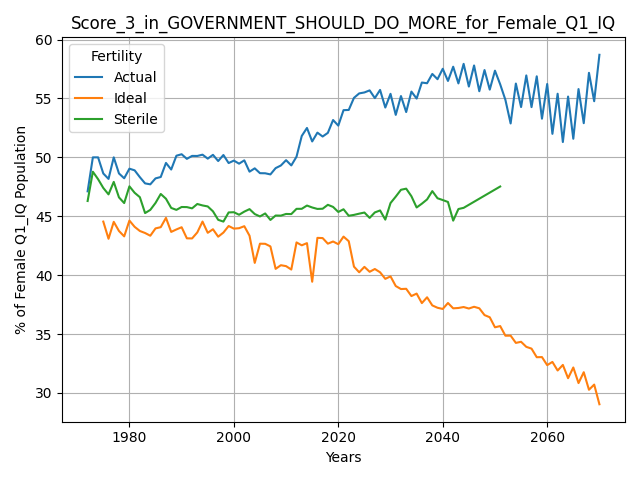 Score_3_in_GOVERNMENT_SHOULD_DO_MORE_for_Female_Q1_IQ
Fertility
Actual
Ideal
Sterile
60
55
50
45
40
35
30
% of Female Q1_IQ Population
1980
2000
2020
2040
2060
Years